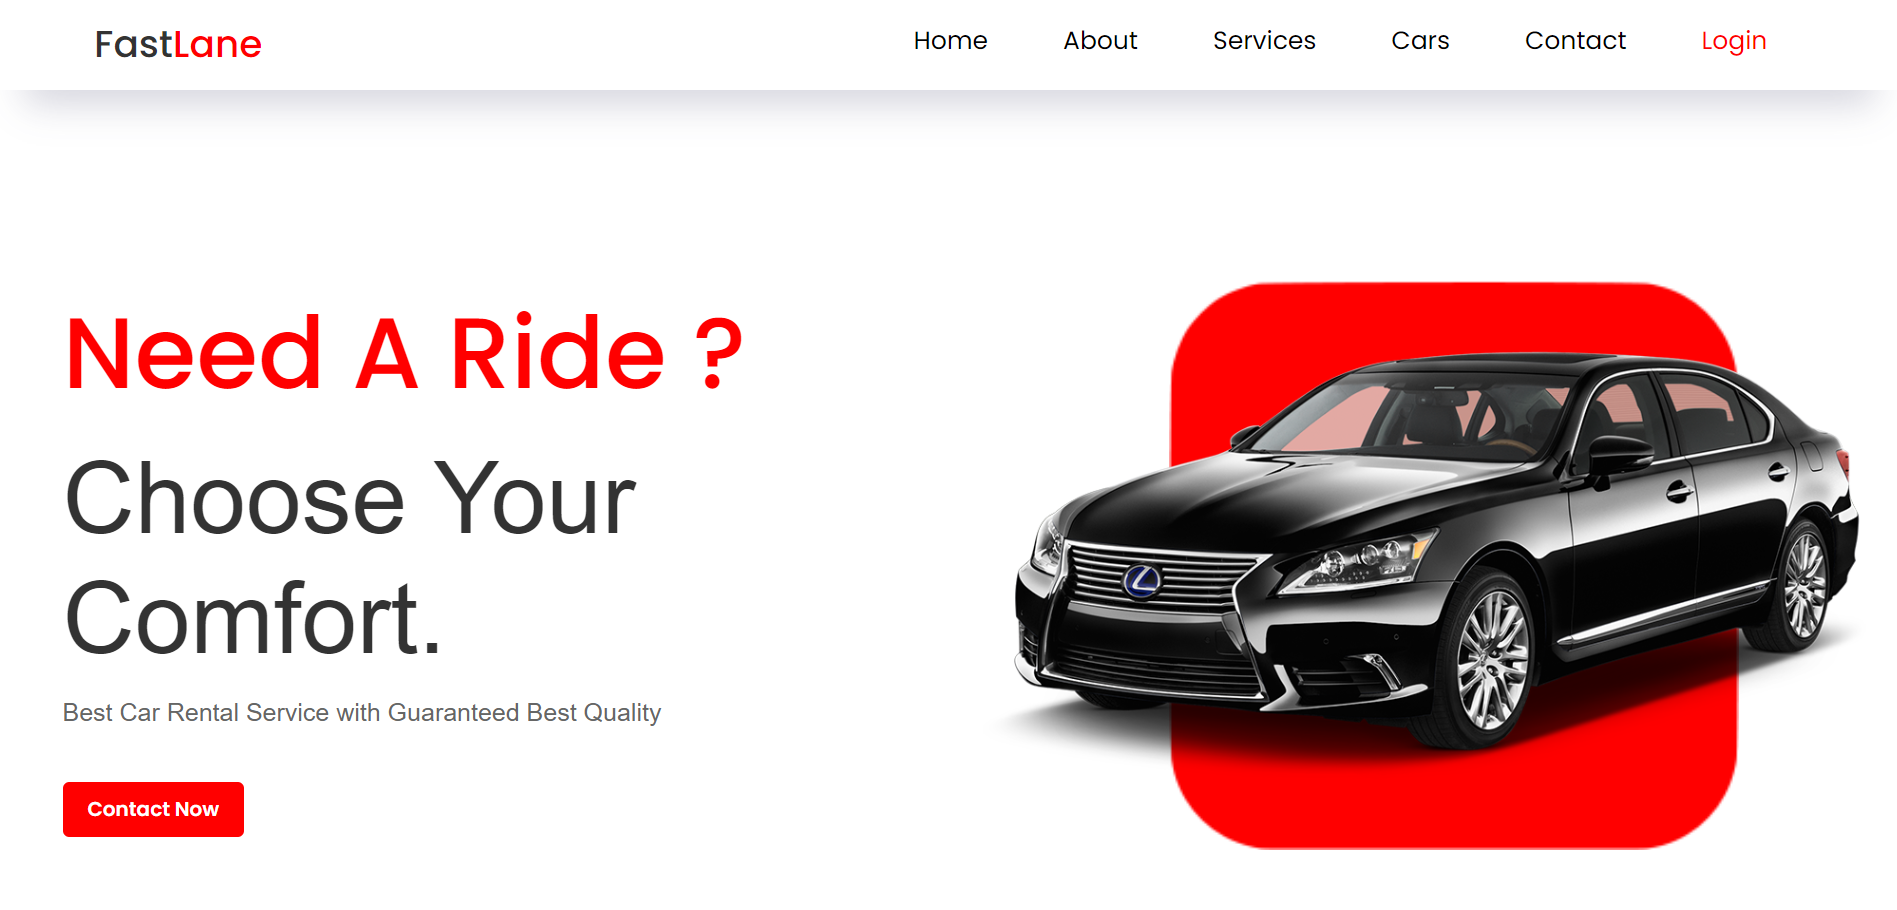 FastLane
Home About Services Cars Contact Login
Need A Ride ?
Choose Your
Comfort.
Best Car Rental Service with Guaranteed Best Quality
Contact Now